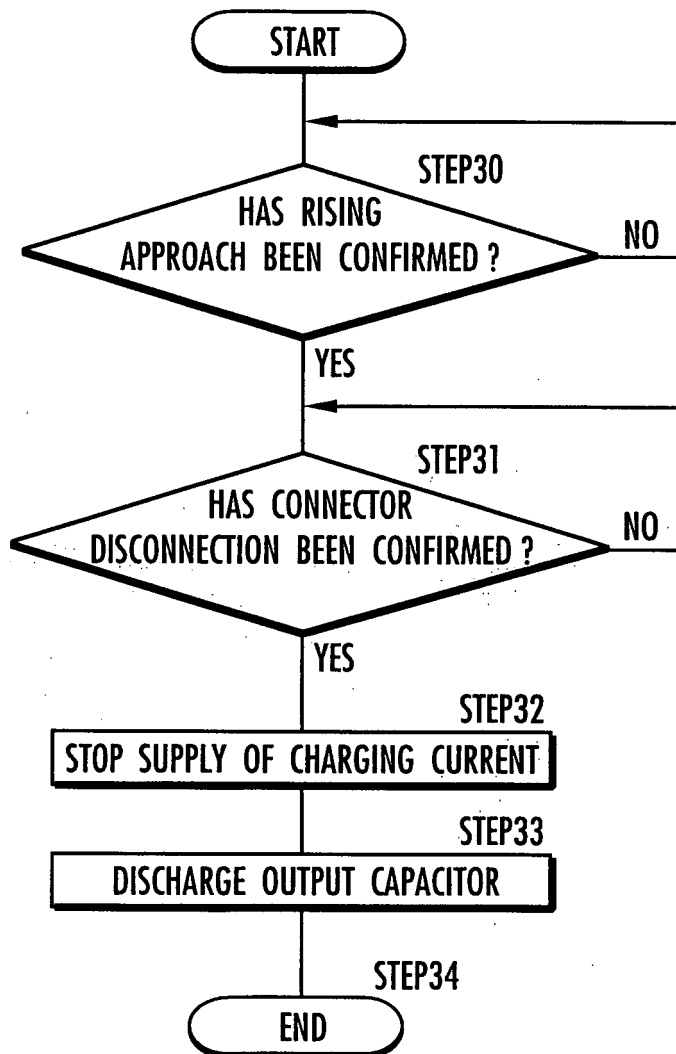 START
STEP30
HAS RISING
APPROACH BEEN CONFIRMED ?
NO
YES
STEP31
HAS CONNECTOR
DISCONNECTION BEEN CONFIRMED ?
NO
YES
STEP32
STOP SUPPLY OF CHARGING CURRENT
STEP33
DISCHARGE OUTPUT CAPACITOR
STEP34
END